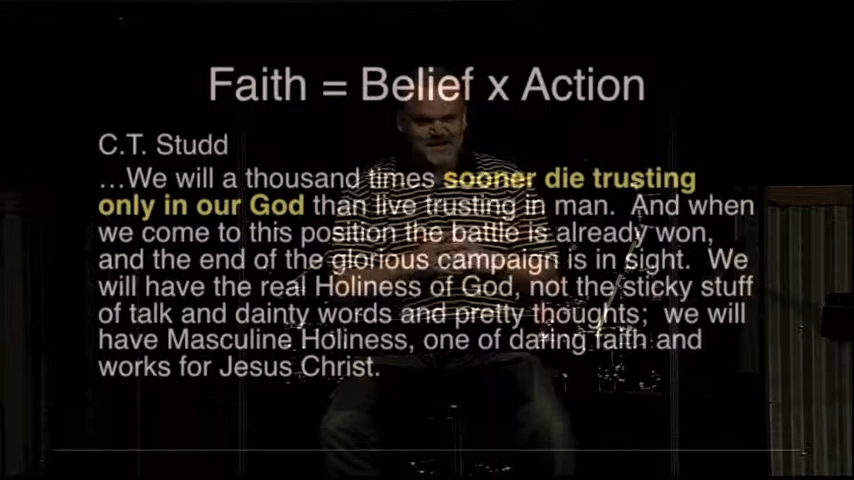 Faith = Belief x Action
C.T. Studd
…We will a thousand times sooner die trusting
only in our God than live trusting in man. And when
we come to this position the battle is already won,
and the end of the glorious campaign is in sight. We
will have the real Holiness of God, not the sticky stuff
of talk and dainty words and pretty thoughts; we will
have Masculine Holiness, one of daring faith and
works for Jesus Christ.